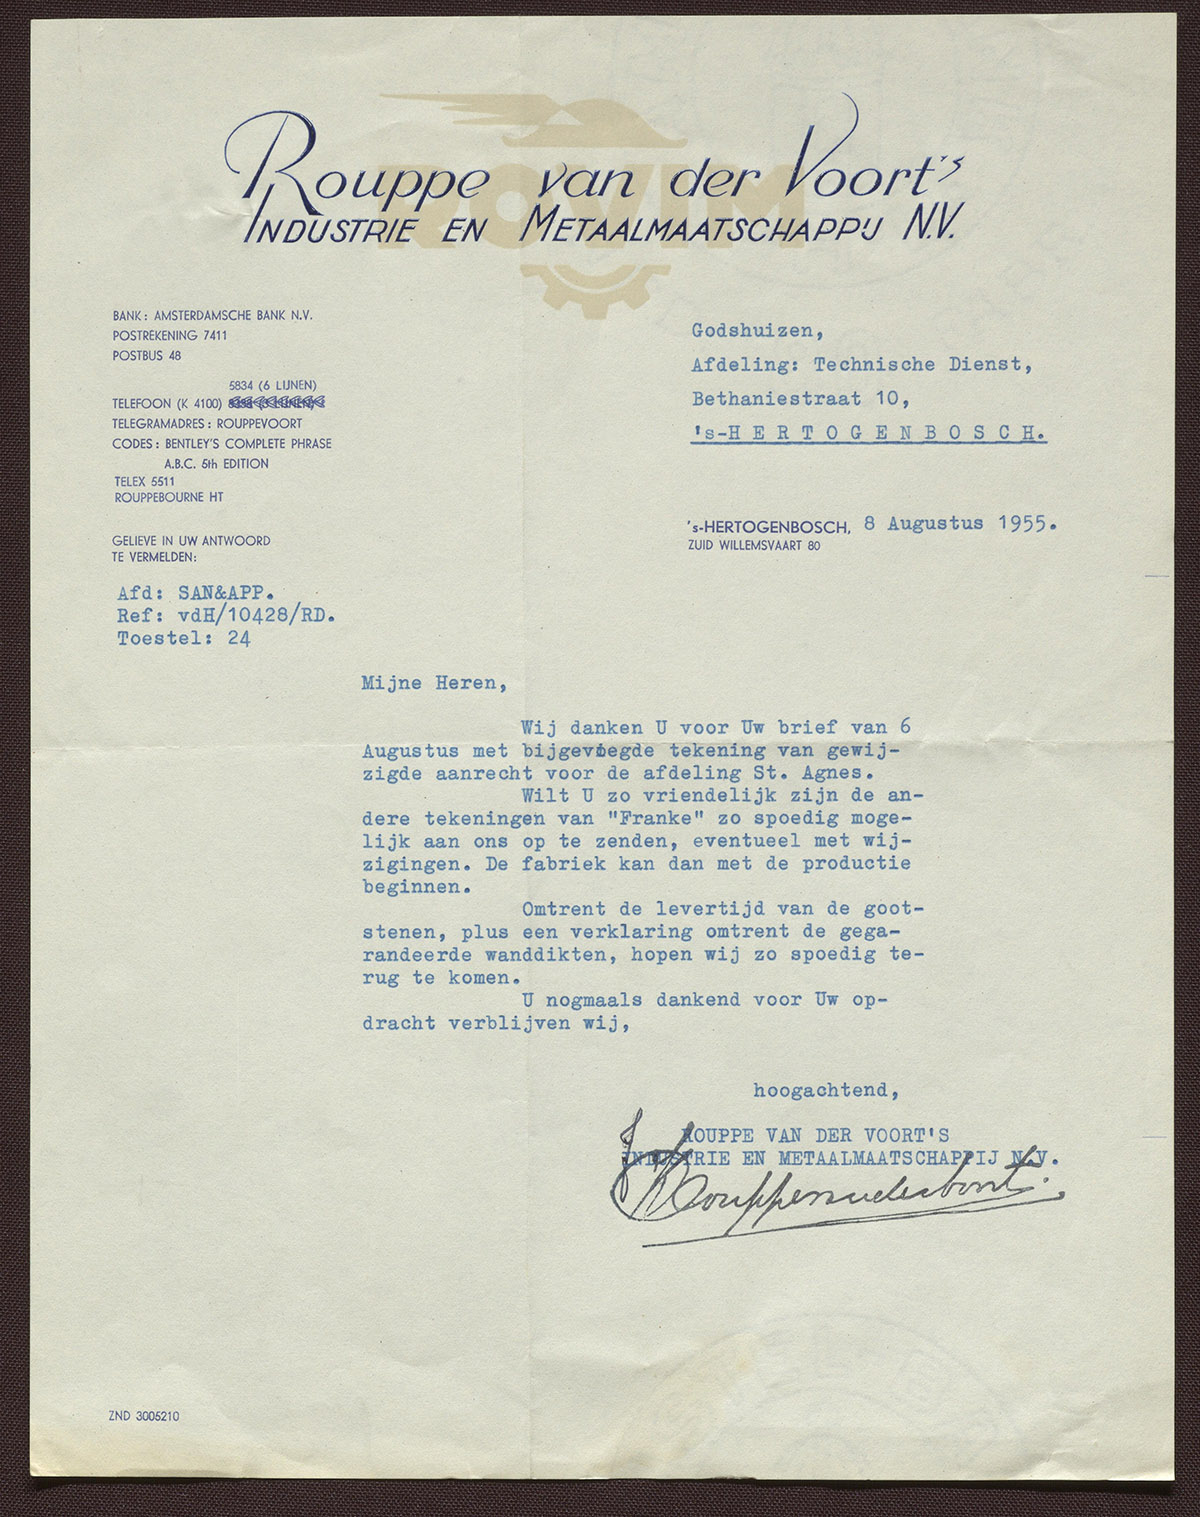 ROVIM
Rouppe van der Voort's
Industrie en Metaalmaatschappij N.V.
BANK: AMSTERDAMSCHE BANK N.V.
POSTREKENING 7411
POSTBUS 48
5834 (6 LIJNEN)
TELEFOON (K 4100)
TELEGRAMADRES: ROUPPEVOORT
CODES: BENTLEY'S COMPLETE PHRASE
A.B.C. 5th EDITION
TELEX 5511
ROUPPEBOURNE HT
GELIEVE IN UW ANTWOORD
TE VERMELDEN:
Afd: SAN&APP.
Ref: vdH/10428/RD.
Toestel: 24
Godshuizen,
Afdeling: Technische Dienst,
Bethaniestraat 10,
's-HERTOGENBOSCH.
's-HERTOGENBOSCH, 8 Augustus 1955.
ZUID WILLEMSVAART 80
Mijne Heren,
Wij danken U voor Uw brief van 6
Augustus met bijgevoegde tekening van gewij-
zigde aanrecht voor de afdeling St. Agnes.
Wilt U zo vriendelijk zijn de an-
dere tekeningen van "Franke" zo spoedig moge-
lijk aan ons op te zenden, eventueel met wij-
zigingen. De fabriek kan dan met de productie
beginnen.
Omtrent de levertijd van de goot-
stenen, plus een verklaring omtrent de gega-
randeerde wanddikten, hopen wij zo spoedig te-
rug te komen.
U nogmaals dankend voor Uw op-
dracht verblijven wij,
hoogachtend,
ROUPPE VAN DER VOORT'S
INDUSTRIE EN METAALMAATSCHAPPIJ N.V.
ZND 3005210